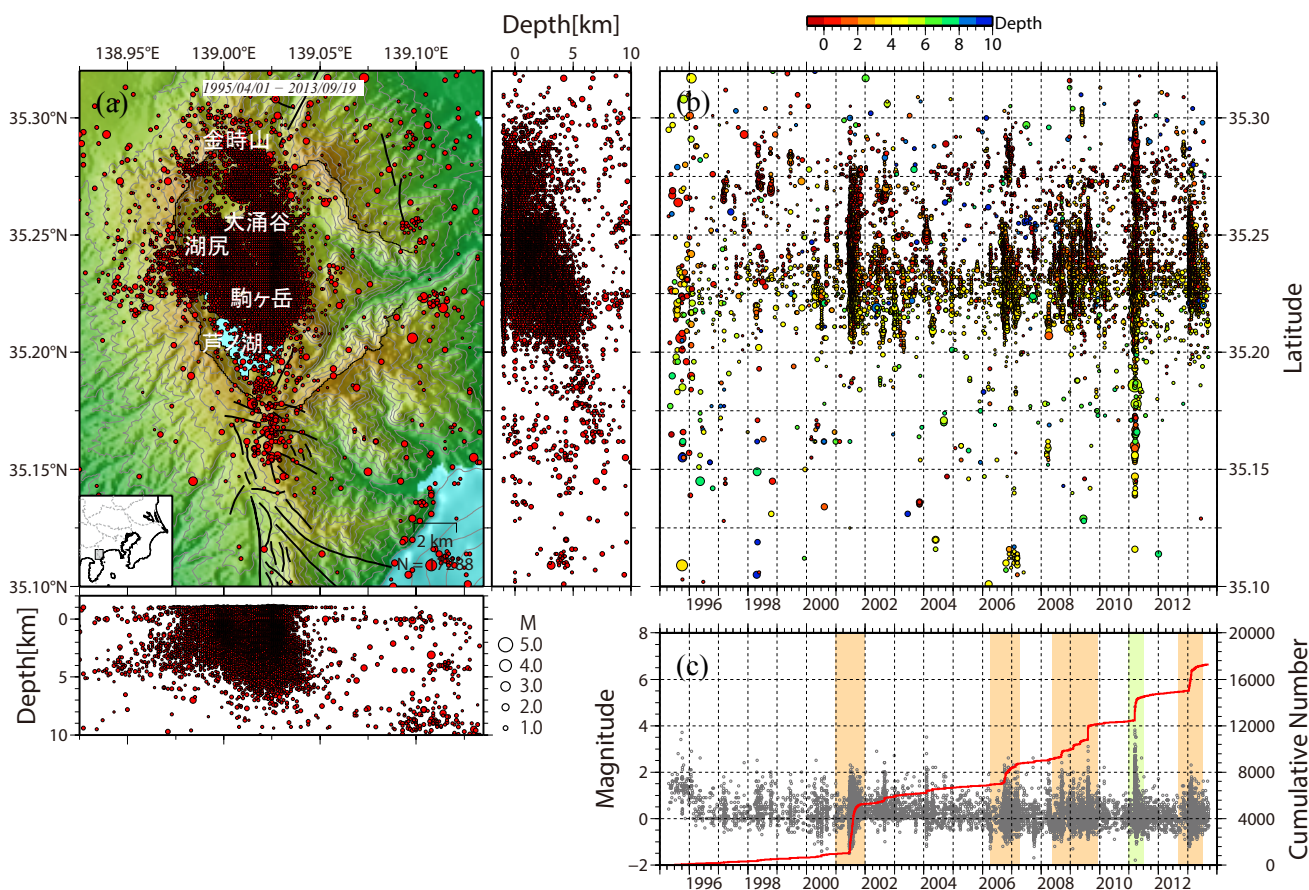 Depth[km]
138.95°E 139.00° 139.05° 139.10°
0 5 10
Depth
0 2 4 6 8 10
1995/04/01 − 2013/09/19
(a)
(b)
35.30°N
35.25°N
35.20°N
35.15°N
35.10°N
金時山
大涌谷
湖尻
駒ヶ岳
芦ノ湖
2 km
35.30
35.25
35.20
35.15
35.10
Latitude
1996 1998 2000 2002 2004 2006 2008 2010 2012
Depth[km]
0
5
10
M
5.0
4.0
3.0
2.0
1.0
(c)
Magnitude
8
6
4
2
0
−2
20000
16000
12000
8000
4000
0
Cumulative Number
1996 1998 2000 2002 2004 2006 2008 2010 2012